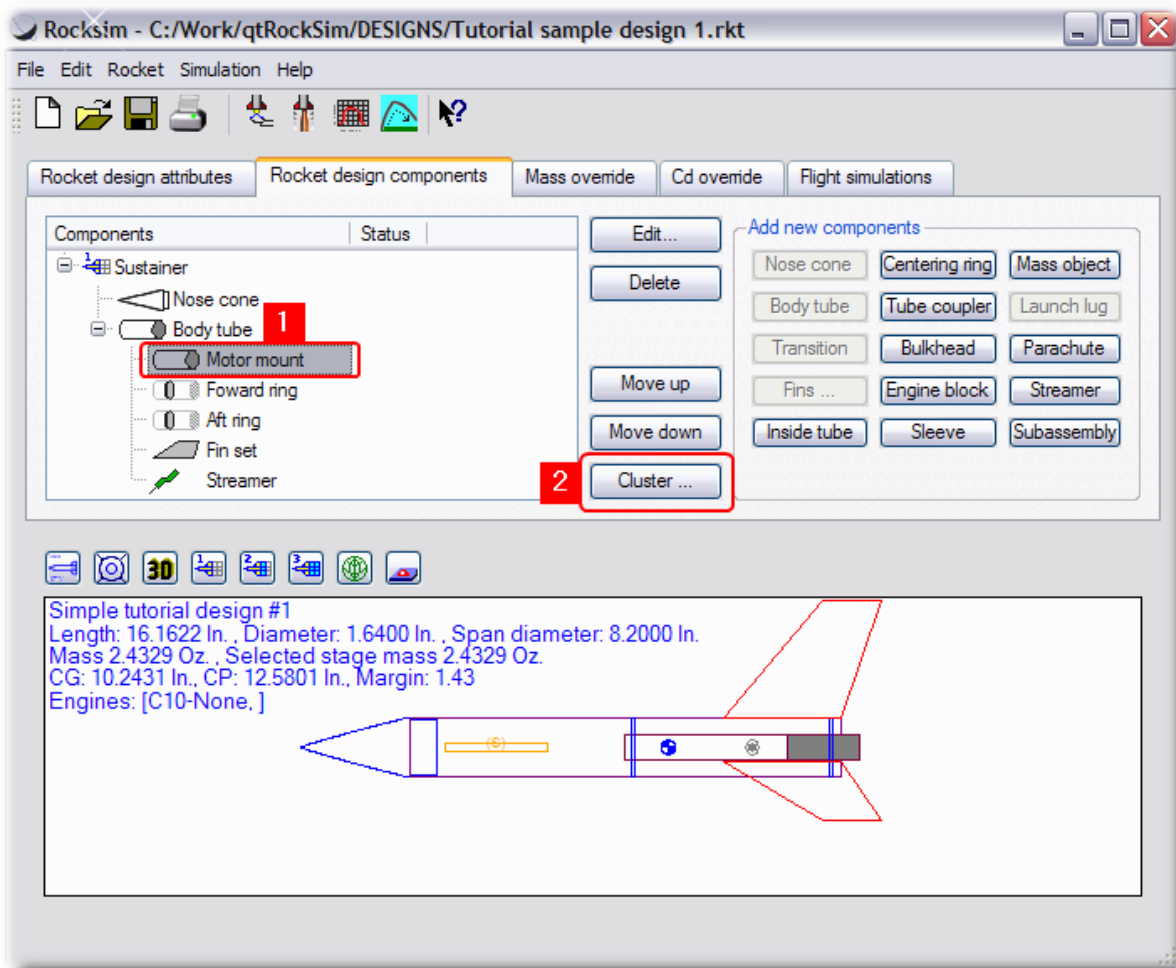 Rocksim - C:/Work/qtRockSim/DESIGNS/Tutorial sample design 1.rkt
File Edit Rocket Simulation Help
Rocket design attributes Rocket design components Mass override Cd override Flight simulations
Components Status
1 Sustainer
Nose cone
Body tube
1
Motor mount
Foward ring
Aft ring
Fin set
Streamer
Edit...
Delete
Move up
Move down
2
Cluster ...
Add new components
Nose cone Centering ring Mass object
Body tube Tube coupler Launch lug
Transition Bulkhead Parachute
Fins ... Engine block Streamer
Inside tube Sleeve Subassembly
3D 1 2 3
Simple tutorial design #1
Length: 16.1622 In. , Diameter: 1.6400 In. , Span diameter: 8.2000 In.
Mass 2.4329 Oz. , Selected stage mass 2.4329 Oz.
CG: 10.2431 In., CP: 12.5801 In., Margin: 1.43
Engines: [C10-None, ]
(S)